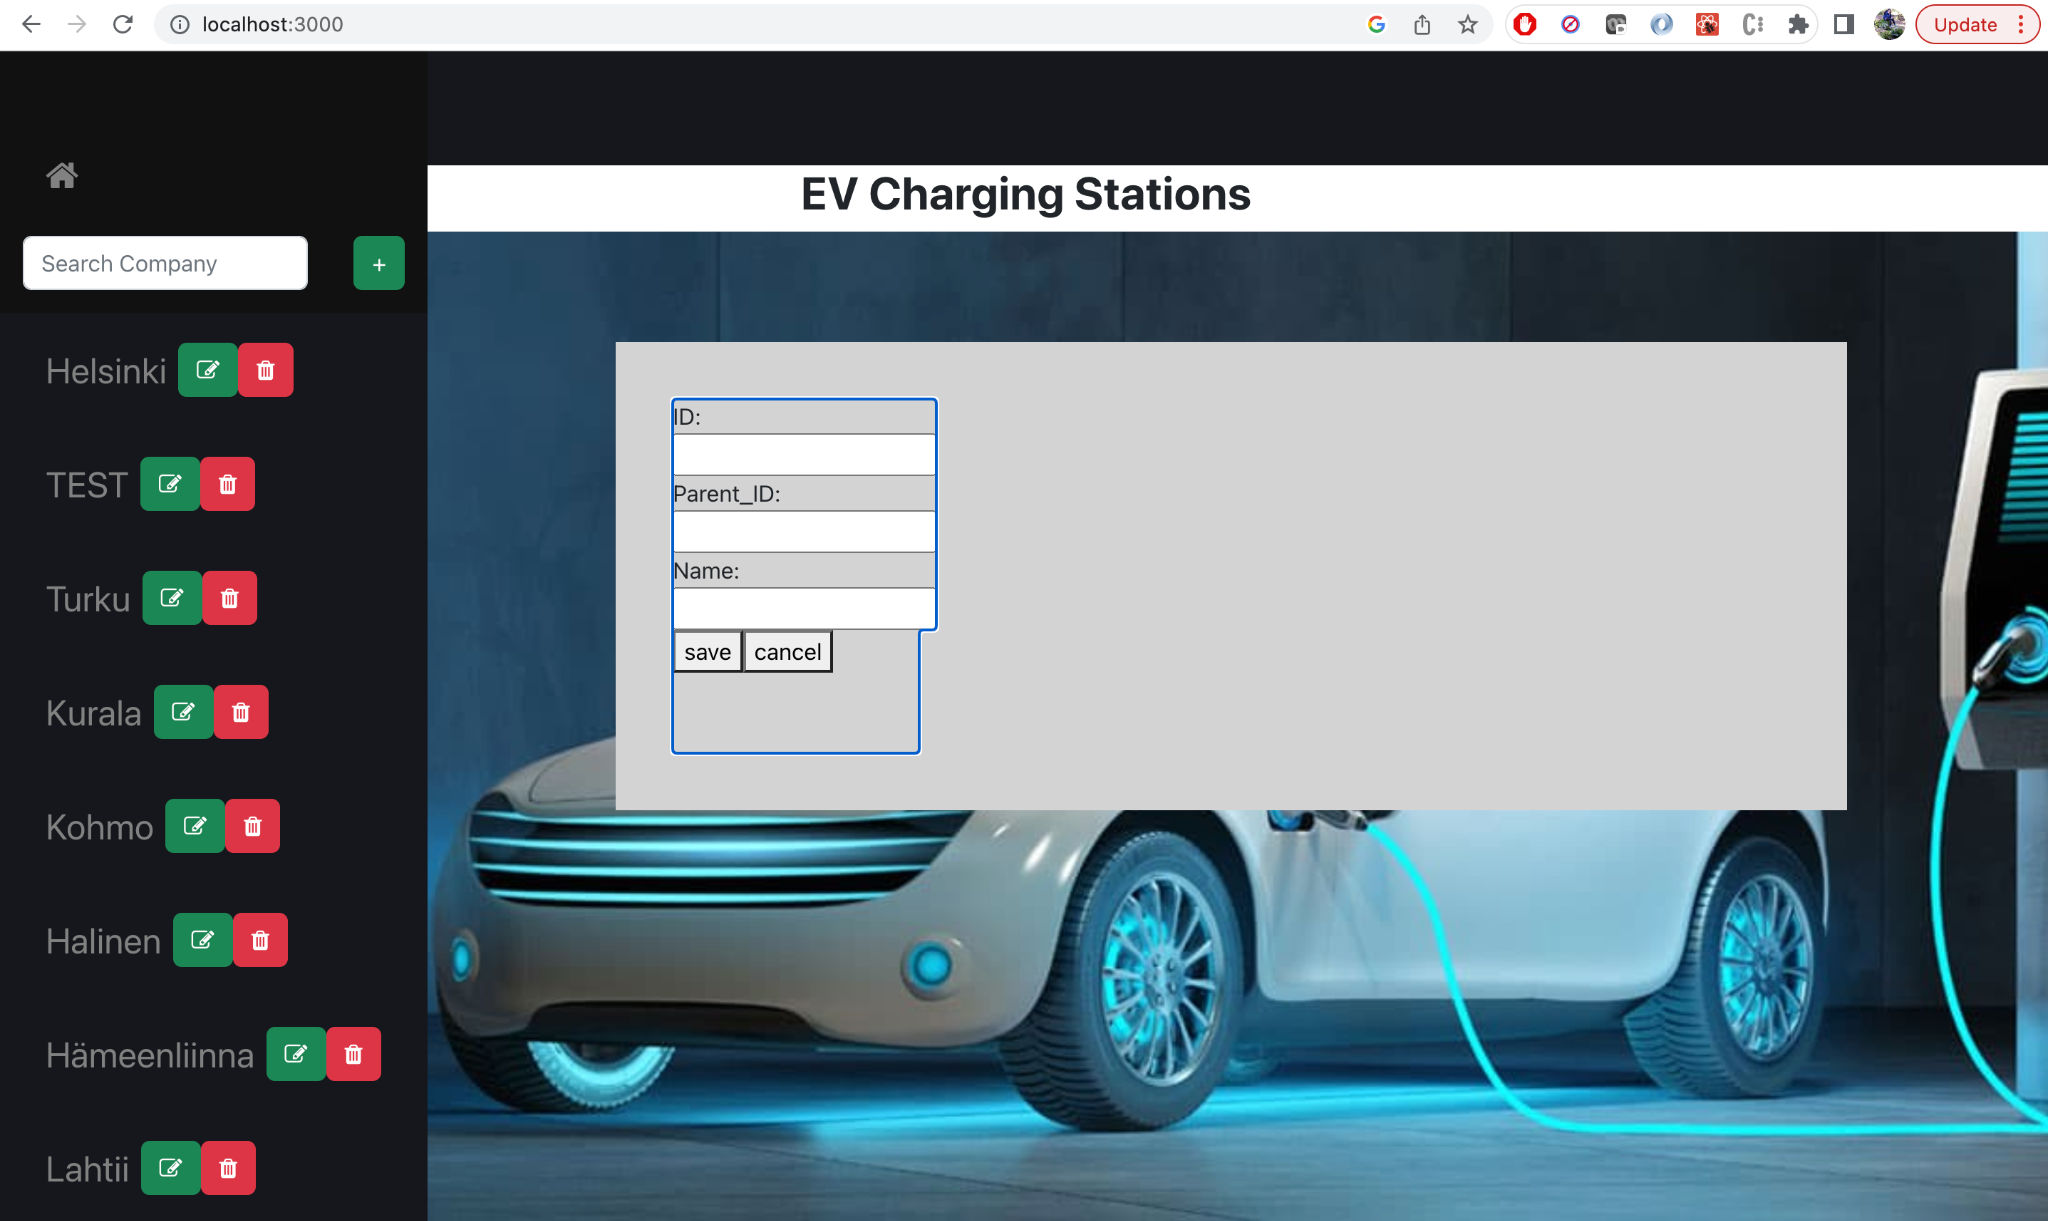 localhost:3000
Update
EV Charging Stations
Search Company
+
Helsinki
TEST
Turku
Kurala
Kohmo
Halinen
Hämeenliinna
Lahtii
ID:
Parent_ID:
Name:
save cancel